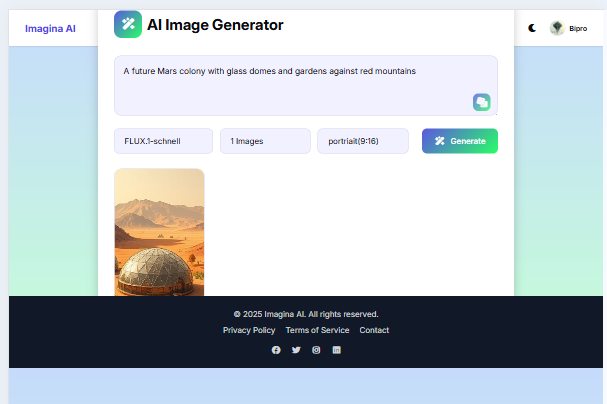 Imagina AI
AI Image Generator
Bipro
A future Mars colony with glass domes and gardens against red mountains
FLUX.1-schnell
1 Images
portriait(9:16)
Generate
© 2025 Imagina AI. All rights reserved.
Privacy Policy Terms of Service Contact